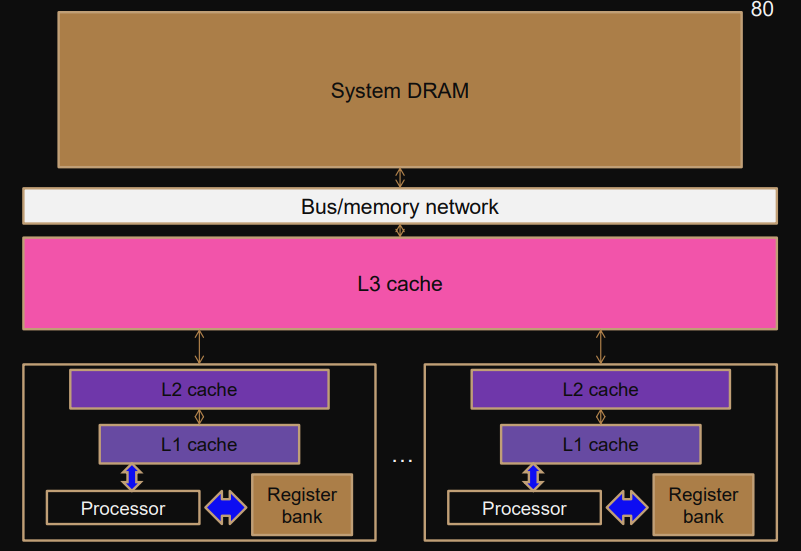 80
System DRAM
Bus/memory network
L3 cache
L2 cache
L2 cache
L1 cache
L1 cache
...
Processor
Register
bank
Processor
Register
bank